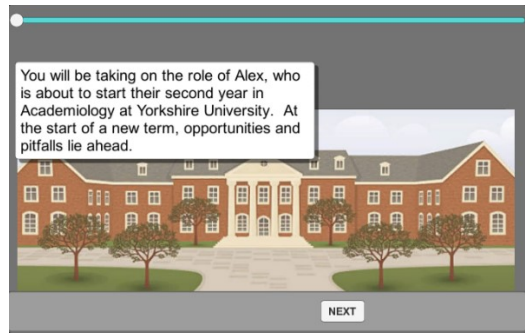 You will be taking on the role of Alex, who
is about to start their second year in
Academiology at Yorkshire University.  At
the start of a new term, opportunities and
pitfalls lie ahead.
NEXT